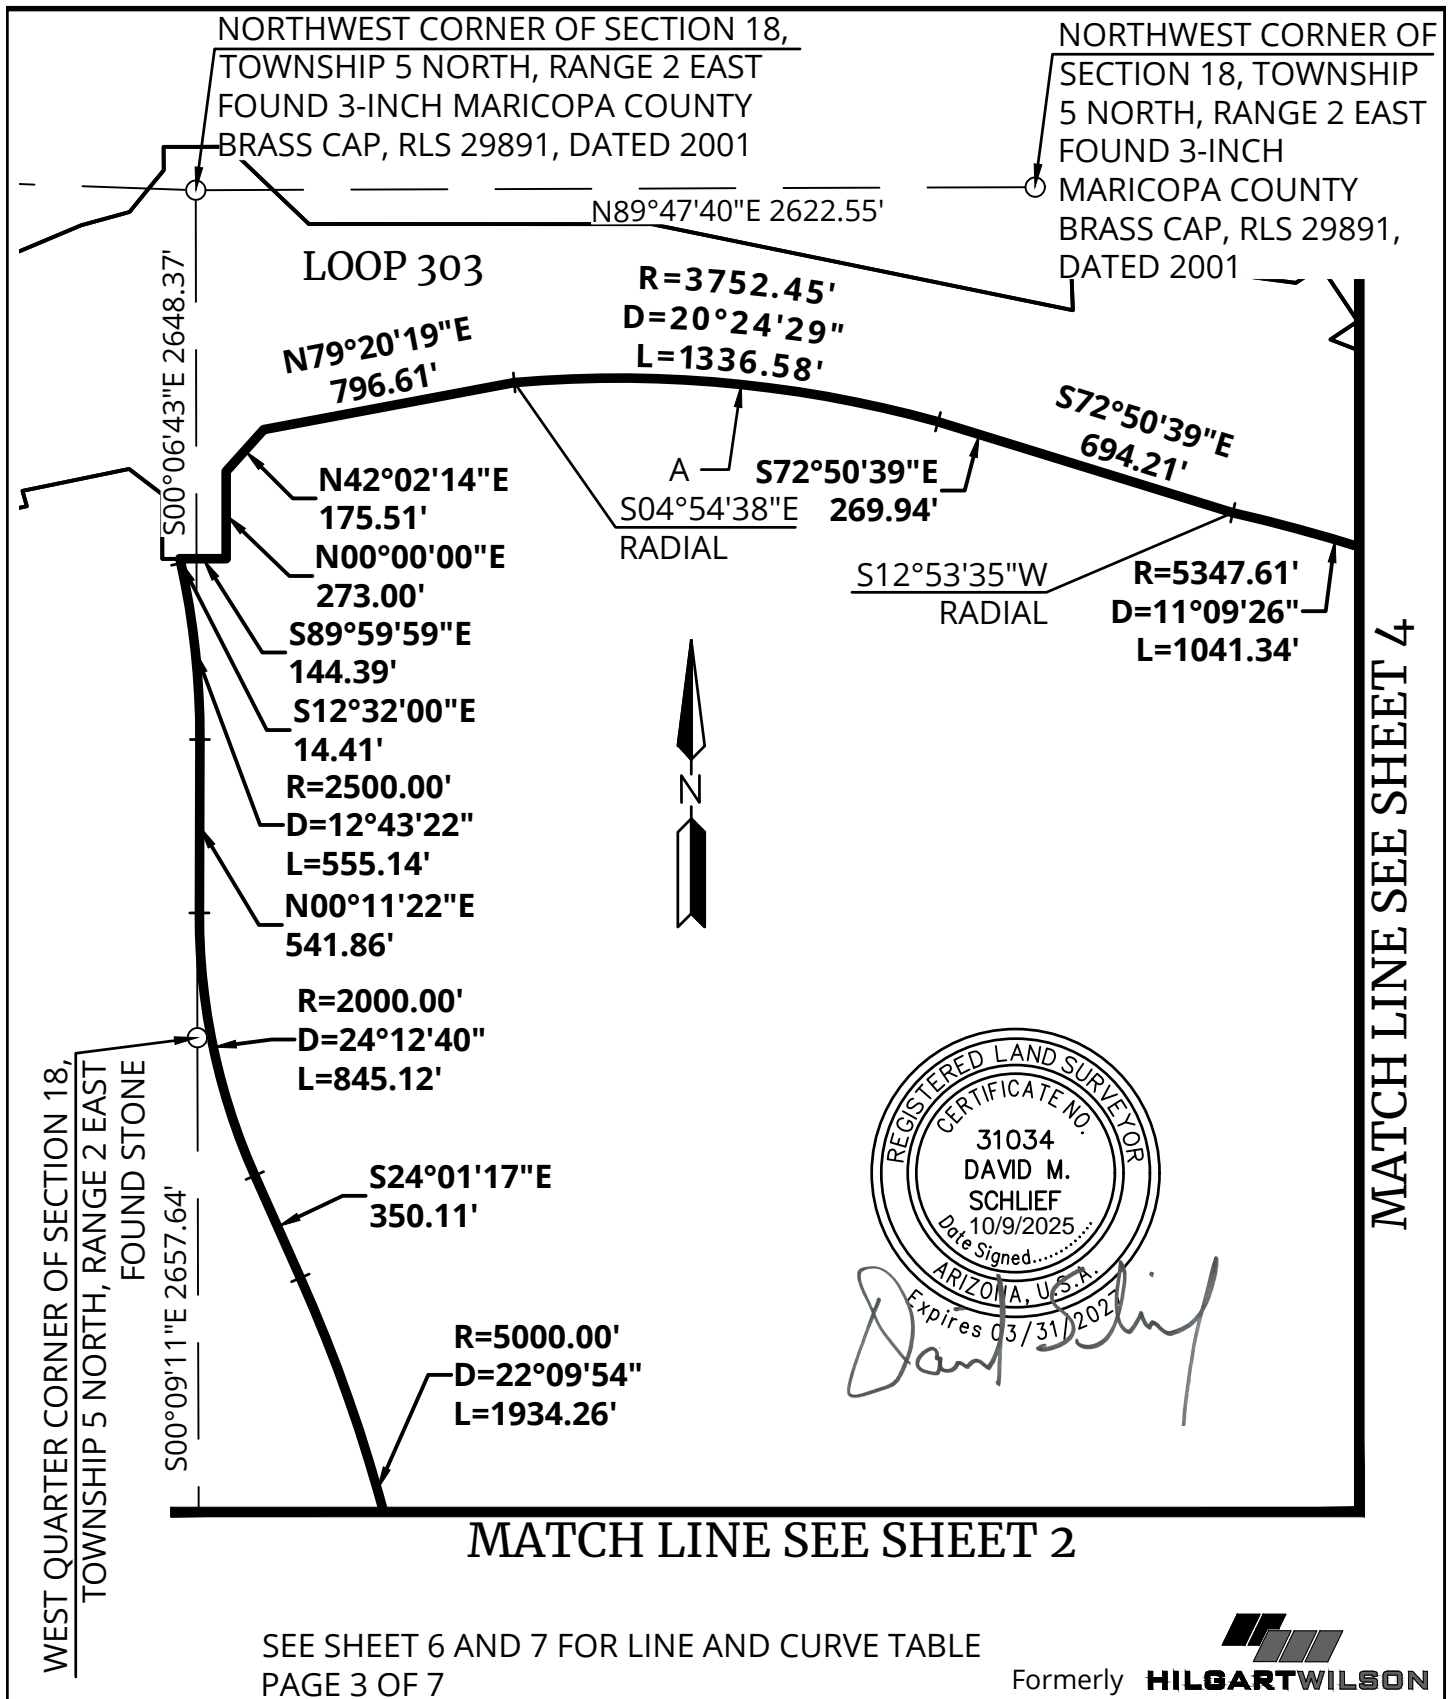 NORTHWEST CORNER OF SECTION 18,
TOWNSHIP 5 NORTH, RANGE 2 EAST
FOUND 3-INCH MARICOPA COUNTY
BRASS CAP, RLS 29891, DATED 2001
NORTHWEST CORNER OF
SECTION 18, TOWNSHIP
5 NORTH, RANGE 2 EAST
FOUND 3-INCH
MARICOPA COUNTY
BRASS CAP, RLS 29891,
DATED 2001
N89°47'40"E 2622.55'
S00°06'43"E 2648.37'
LOOP 303
N79°20'19"E
796.61'
R=3752.45'
D=20°24'29"
L=1336.58'
S72°50'39"E
694.21'
A
S72°50'39"E
269.94'
S04°54'38"E
RADIAL
S12°53'35"W
RADIAL
R=5347.61'
D=11°09'26"
L=1041.34'
N42°02'14"E
175.51'
N00°00'00"E
273.00'
S89°59'59"E
144.39'
S12°32'00"E
14.41'
R=2500.00'
D=12°43'22"
L=555.14'
N00°11'22"E
541.86'
R=2000.00'
D=24°12'40"
L=845.12'
S24°01'17"E
350.11'
R=5000.00'
D=22°09'54"
L=1934.26'
N
WEST QUARTER CORNER OF SECTION 18,
TOWNSHIP 5 NORTH, RANGE 2 EAST
FOUND STONE
S00°09'11"E 2657.64'
REGISTERED LAND SURVEYOR
CERTIFICATE NO.
31034
DAVID M.
SCHLIEF
10/9/2025
Date Signed............
ARIZONA, U.S.A.
Expires 03/31/2027
David Schlief
MATCH LINE SEE SHEET 4
MATCH LINE SEE SHEET 2
SEE SHEET 6 AND 7 FOR LINE AND CURVE TABLE
PAGE 3 OF 7
Formerly HILGARTWILSON